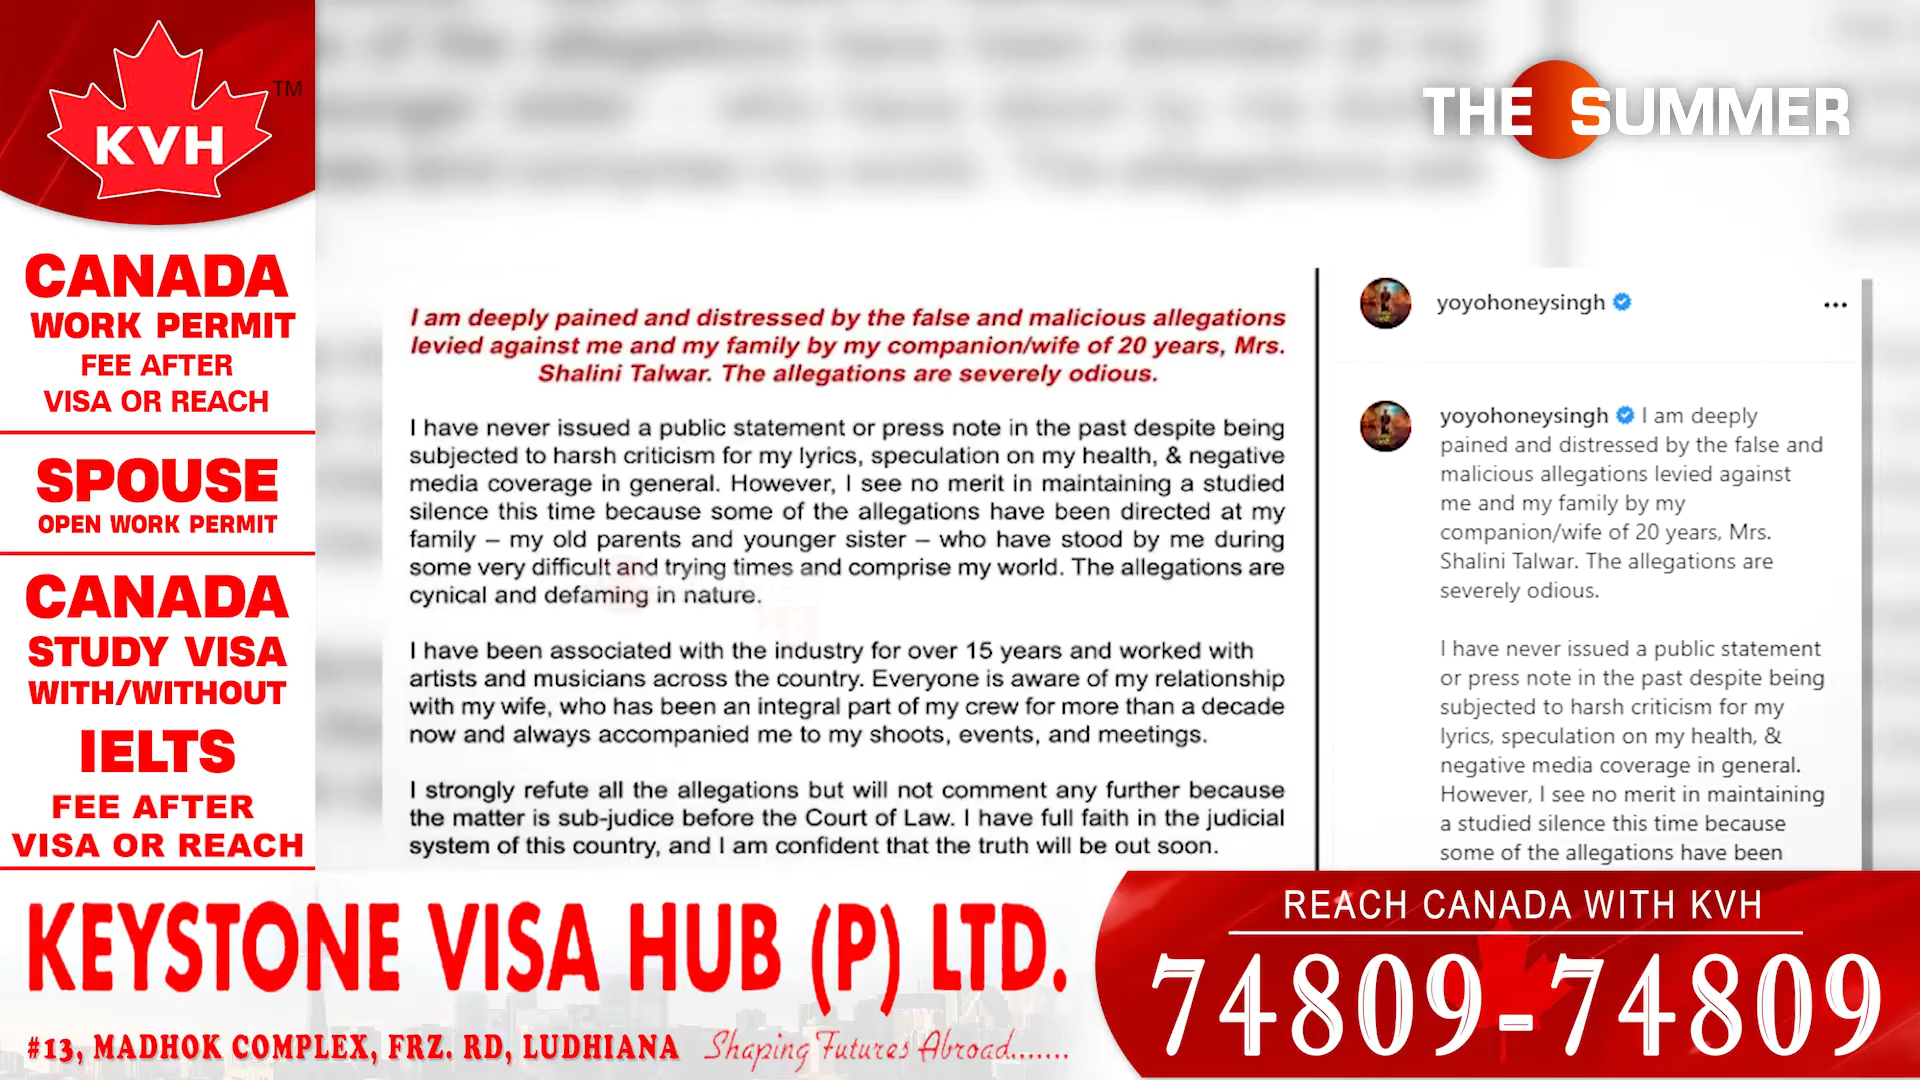 KVH
TM
CANADA
WORK PERMIT
FEE AFTER
VISA OR REACH
SPOUSE
OPEN WORK PERMIT
CANADA
STUDY VISA
WITH/WITHOUT
IELTS
FEE AFTER
VISA OR REACH
THE SUMMER
I am deeply pained and distressed by the false and malicious allegations
levied against me and my family by my companion/wife of 20 years, Mrs.
Shalini Talwar. The allegations are severely odious.
I have never issued a public statement or press note in the past despite being
subjected to harsh criticism for my lyrics, speculation on my health, & negative
media coverage in general. However, I see no merit in maintaining a studied
silence this time because some of the allegations have been directed at my
family – my old parents and younger sister – who have stood by me during
some very difficult and trying times and comprise my world. The allegations are
cynical and defaming in nature.
I have been associated with the industry for over 15 years and worked with
artists and musicians across the country. Everyone is aware of my relationship
with my wife, who has been an integral part of my crew for more than a decade
now and always accompanied me to my shoots, events, and meetings.
I strongly refute all the allegations but will not comment any further because
the matter is sub-judice before the Court of Law. I have full faith in the judicial
system of this country, and I am confident that the truth will be out soon.
yoyohoneysingh
yoyohoneysingh I am deeply
pained and distressed by the false and
malicious allegations levied against
me and my family by my
companion/wife of 20 years, Mrs.
Shalini Talwar. The allegations are
severely odious.
I have never issued a public statement
or press note in the past despite being
subjected to harsh criticism for my
lyrics, speculation on my health, &
negative media coverage in general.
However, I see no merit in maintaining
a studied silence this time because
some of the allegations have been
KEYSTONE VISA HUB (P) LTD.
#13, MADHOK COMPLEX, FRZ. RD, LUDHIANA
Shaping Futures Abroad.......
REACH CANADA WITH KVH
74809-74809